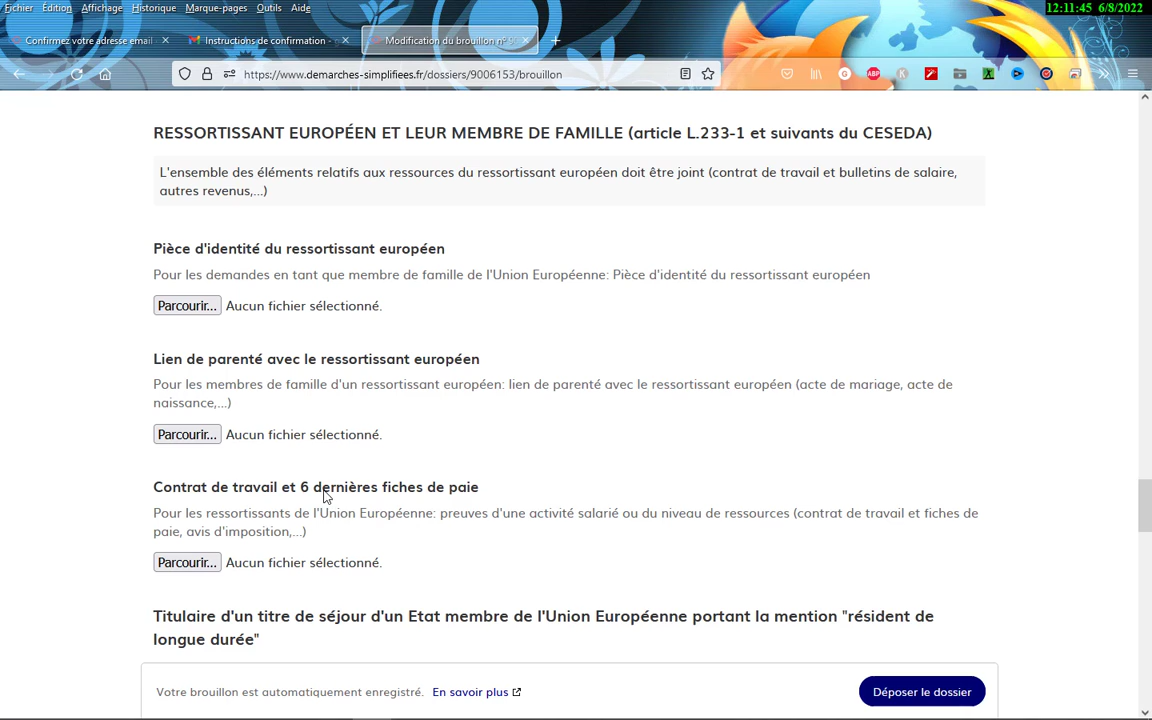 Fichier Édition Affichage Historique Marque-pages Outils Aide
12:11:45 6/8/2022
Confirmez votre adresse email
Instructions de confirmation -
Modification du brouillon n°
https://www.demarches-simplifiees.fr/dossiers/9006153/brouillon
ABP
RESSORTISSANT EUROPÉEN ET LEUR MEMBRE DE FAMILLE (article L.233-1 et suivants du CESEDA)
L'ensemble des éléments relatifs aux ressources du ressortissant européen doit être joint (contrat de travail et bulletins de salaire,
autres revenus,...)
Pièce d'identité du ressortissant européen
Pour les demandes en tant que membre de famille de l'Union Européenne: Pièce d'identité du ressortissant européen
Parcourir... Aucun fichier sélectionné.
Lien de parenté avec le ressortissant européen
Pour les membres de famille d'un ressortissant européen: lien de parenté avec le ressortissant européen (acte de mariage, acte de
naissance,...)
Parcourir... Aucun fichier sélectionné.
Contrat de travail et 6 dernières fiches de paie
Pour les ressortissants de l'Union Européenne: preuves d'une activité salarié ou du niveau de ressources (contrat de travail et fiches de
paie, avis d'imposition,...)
Parcourir... Aucun fichier sélectionné.
Titulaire d'un titre de séjour d'un Etat membre de l'Union Européenne portant la mention "résident de
longue durée"
Votre brouillon est automatiquement enregistré. En savoir plus
Déposer le dossier